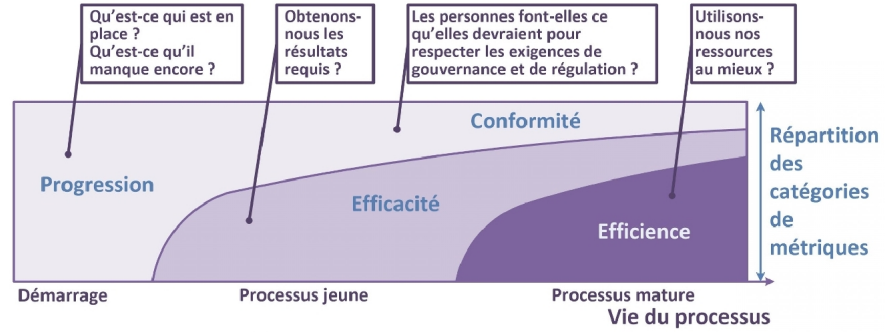 Qu'est-ce qui est en
place ?
Qu'est-ce qu'il
manque encore ?
Obtenons-
nous les
résultats
requis ?
Les personnes font-elles ce
qu'elles devraient pour
respecter les exigences de
gouvernance et de régulation ?
Utilisons-
nous nos
ressources
au mieux ?
Conformité
Progression
Efficacité
Efficience
Répartition
des
catégories
de
métriques
Démarrage
Processus jeune
Processus mature
Vie du processus